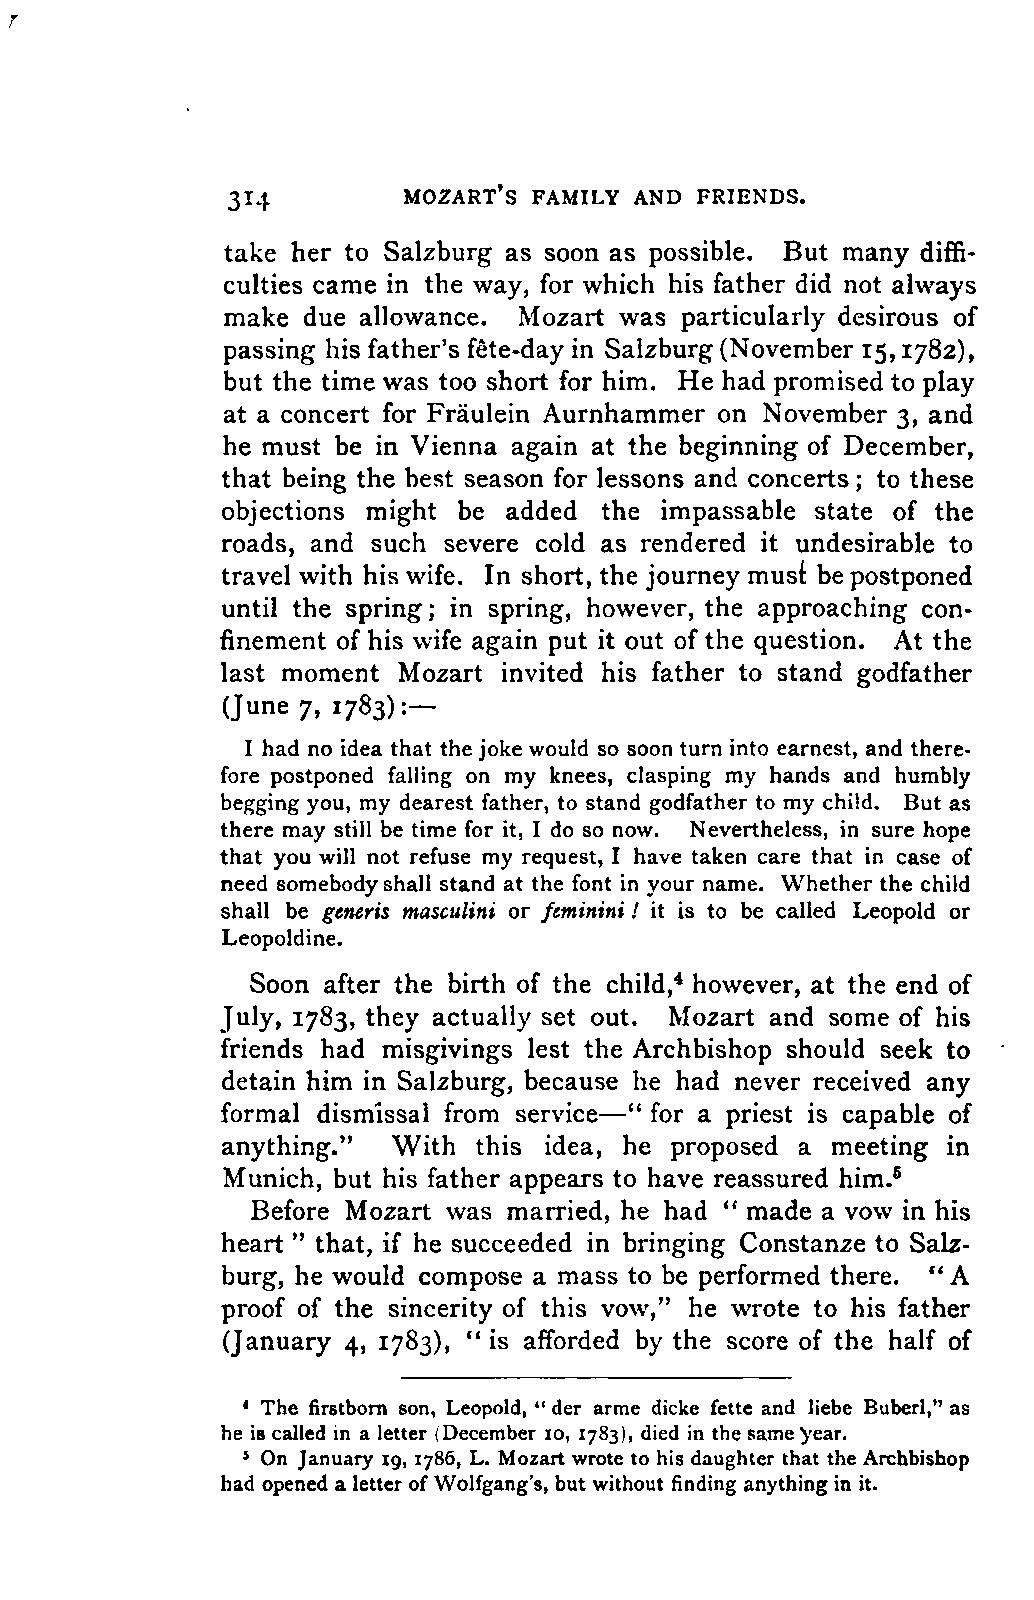 314 MOZART'S FAMILY AND FRIENDS.
take her to Salzburg as soon as possible. But many diffi-
culties came in the way, for which his father did not always
make due allowance. Mozart was particularly desirous of
passing his father's fête-day in Salzburg (November 15, 1782),
but the time was too short for him. He had promised to play
at a concert for Fräulein Aurnhammer on November 3, and
he must be in Vienna again at the beginning of December,
that being the best season for lessons and concerts; to these
objections might be added the impassable state of the
roads, and such severe cold as rendered it undesirable to
travel with his wife. In short, the journey must be postponed
until the spring; in spring, however, the approaching con-
finement of his wife again put it out of the question. At the
last moment Mozart invited his father to stand godfather
(June 7, 1783):—
I had no idea that the joke would so soon turn into earnest, and there-
fore postponed falling on my knees, clasping my hands and humbly
begging you, my dearest father, to stand godfather to my child. But as
there may still be time for it, I do so now. Nevertheless, in sure hope
that you will not refuse my request, I have taken care that in case of
need somebody shall stand at the font in your name. Whether the child
shall be generis masculini or feminini! it is to be called Leopold or
Leopoldine.
Soon after the birth of the child,⁴ however, at the end of
July, 1783, they actually set out. Mozart and some of his
friends had misgivings lest the Archbishop should seek to
detain him in Salzburg, because he had never received any
formal dismissal from service—" for a priest is capable of
anything." With this idea, he proposed a meeting in
Munich, but his father appears to have reassured him.⁵
Before Mozart was married, he had " made a vow in his
heart " that, if he succeeded in bringing Constanze to Salz-
burg, he would compose a mass to be performed there. " A
proof of the sincerity of this vow," he wrote to his father
(January 4, 1783), " is afforded by the score of the half of
⁴ The firstborn son, Leopold, " der arme dicke fette and liebe Buberl," as
he is called in a letter (December 10, 1783), died in the same year.
⁵ On January 19, 1786, L. Mozart wrote to his daughter that the Archbishop
had opened a letter of Wolfgang's, but without finding anything in it.